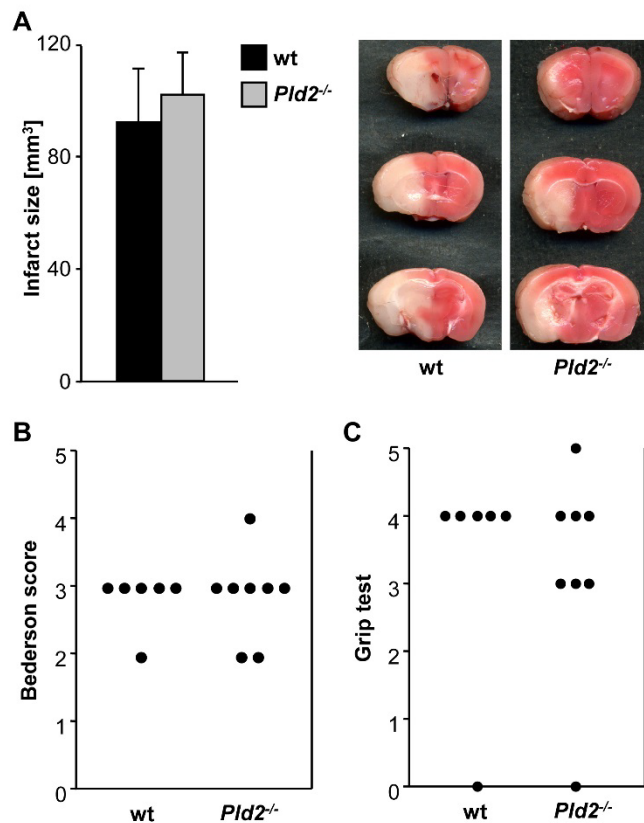 A
Infarct size [mm³]
120
80
40
0
wt
Pld2-/-
wt
Pld2-/-
B
Bederson score
5
4
3
2
1
0
wt
Pld2-/-
C
Grip test
5
4
3
2
1
0
wt
Pld2-/-